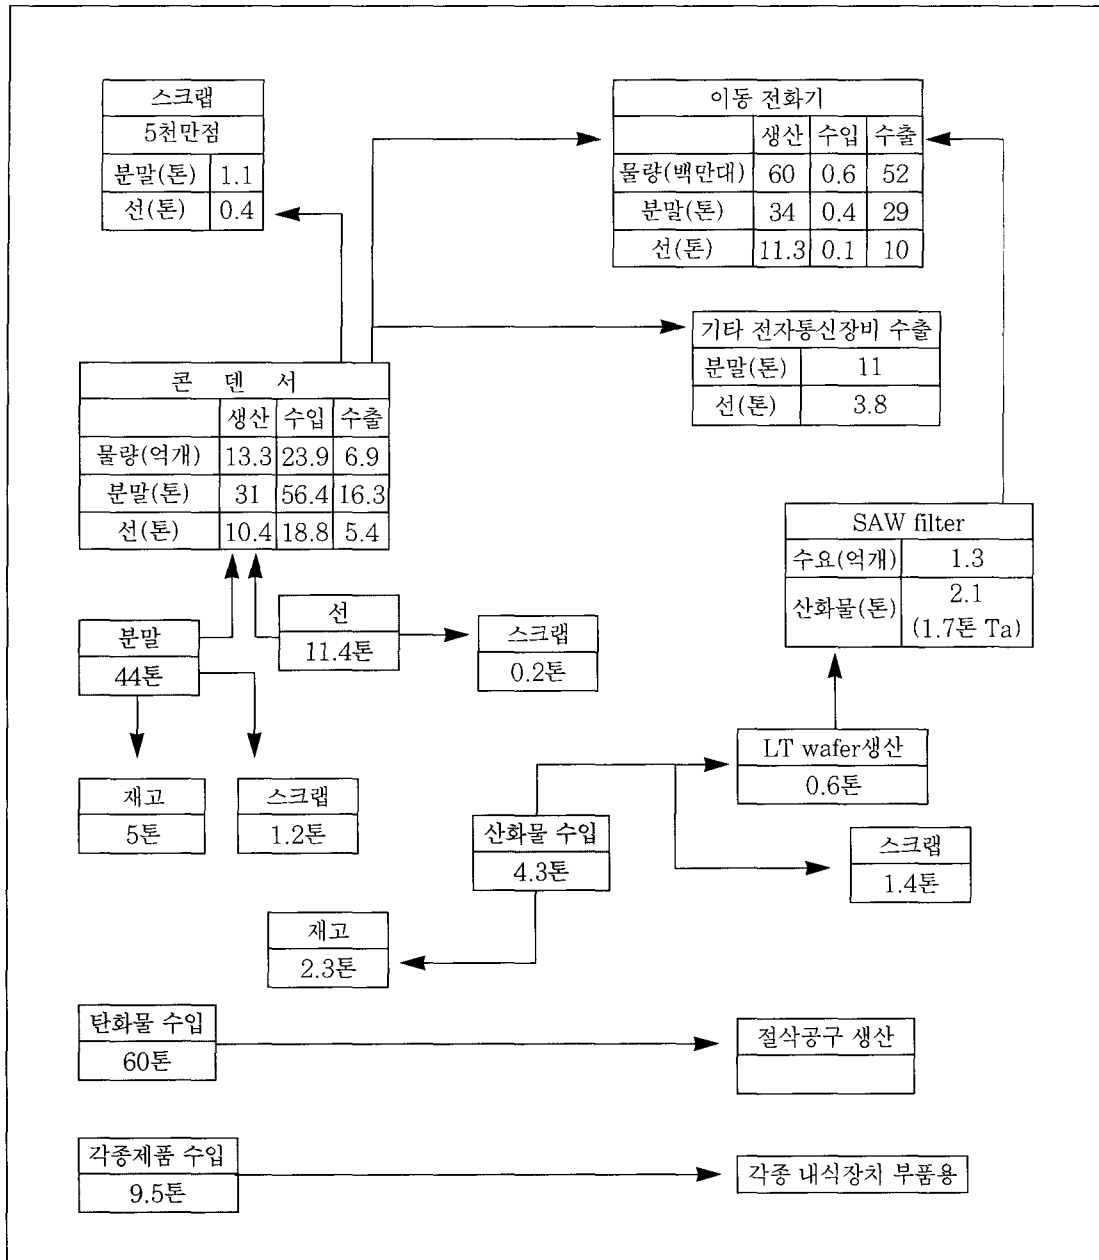 스크랩
5천만점
분말(톤) 1.1
선(톤) 0.4
이동 전화기
생산 수입 수출
물량(백만대) 60 0.6 52
분말(톤) 34 0.4 29
선(톤) 11.3 0.1 10
기타 전자통신장비 수출
분말(톤) 11
선(톤) 3.8
콘 덴 서
생산 수입 수출
물량(억개) 13.3 23.9 6.9
분말(톤) 31 56.4 16.3
선(톤) 10.4 18.8 5.4
SAW filter
수요(억개) 1.3
산화물(톤) 2.1
(1.7톤 Ta)
선
11.4톤
분말
44톤
스크랩
0.2톤
재고
5톤
스크랩
1.2톤
LT wafer생산
0.6톤
산화물 수입
4.3톤
스크랩
1.4톤
재고
2.3톤
탄화물 수입
60톤
절삭공구 생산
각종제품 수입
9.5톤
각종 내식장치 부품용